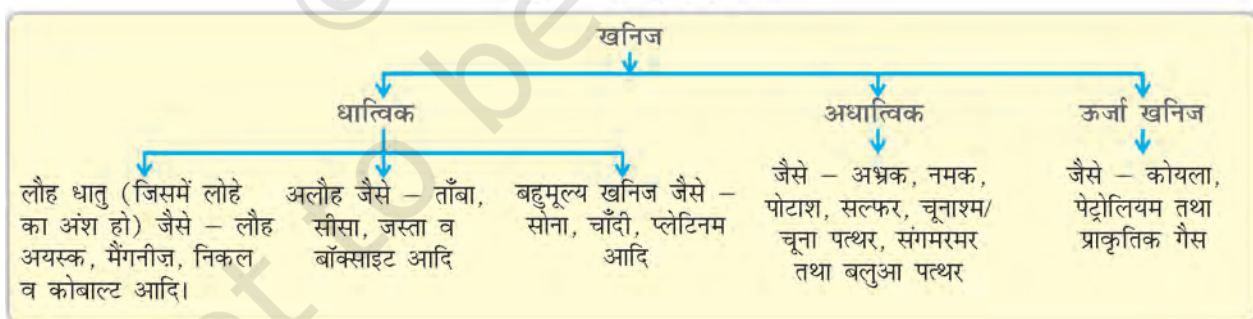 खनिज
धात्विक
अधात्विक
ऊर्जा खनिज
लौह धातु (जिसमें लोहे
का अंश हो) जैसे – लौह
अयस्क, मैंगनीज़, निकल
व कोबाल्ट आदि।
अलौह जैसे – ताँबा,
सीसा, जस्ता व
बॉक्साइट आदि
बहुमूल्य खनिज जैसे –
सोना, चाँदी, प्लेटिनम
आदि
जैसे – अभ्रक, नमक,
पोटाश, सल्फर, चूनाश्म/
चूना पत्थर, संगमरमर
तथा बलुआ पत्थर
जैसे – कोयला,
पेट्रोलियम तथा
प्राकृतिक गैस